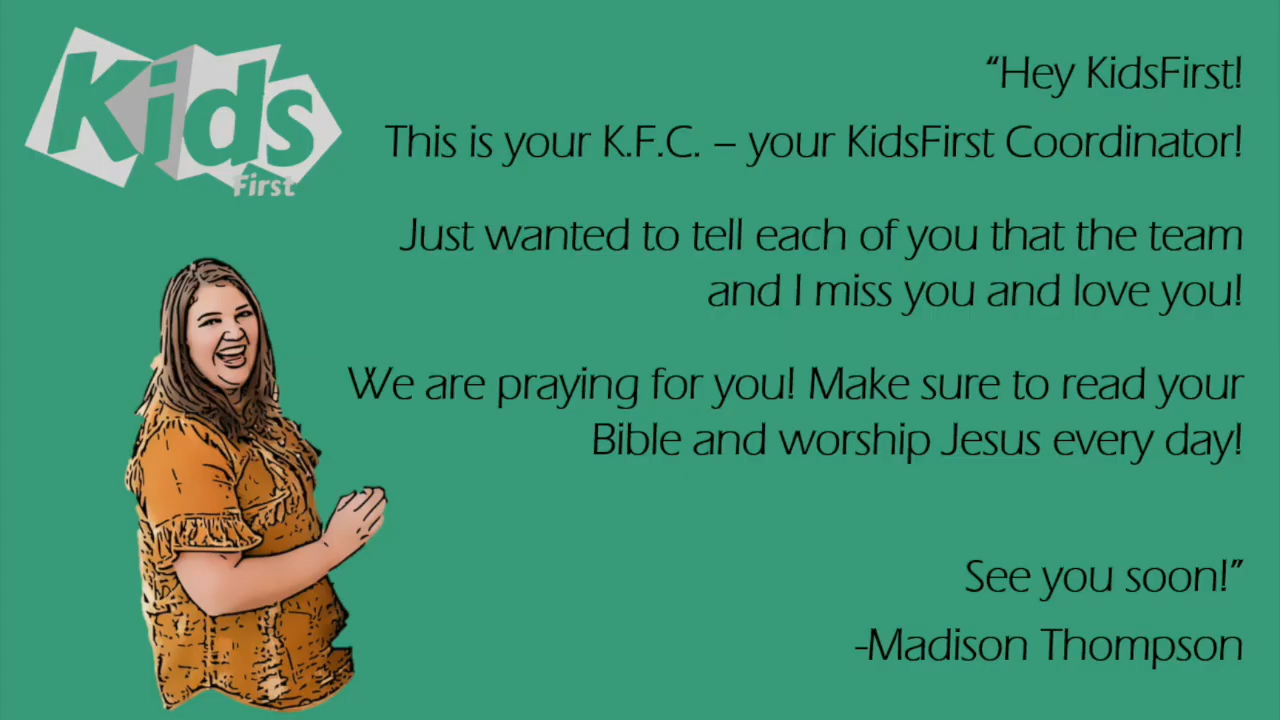 Kids
First
“Hey KidsFirst!
This is your K.F.C. – your KidsFirst Coordinator!
Just wanted to tell each of you that the team
and I miss you and love you!
We are praying for you! Make sure to read your
Bible and worship Jesus every day!
See you soon!”
-Madison Thompson